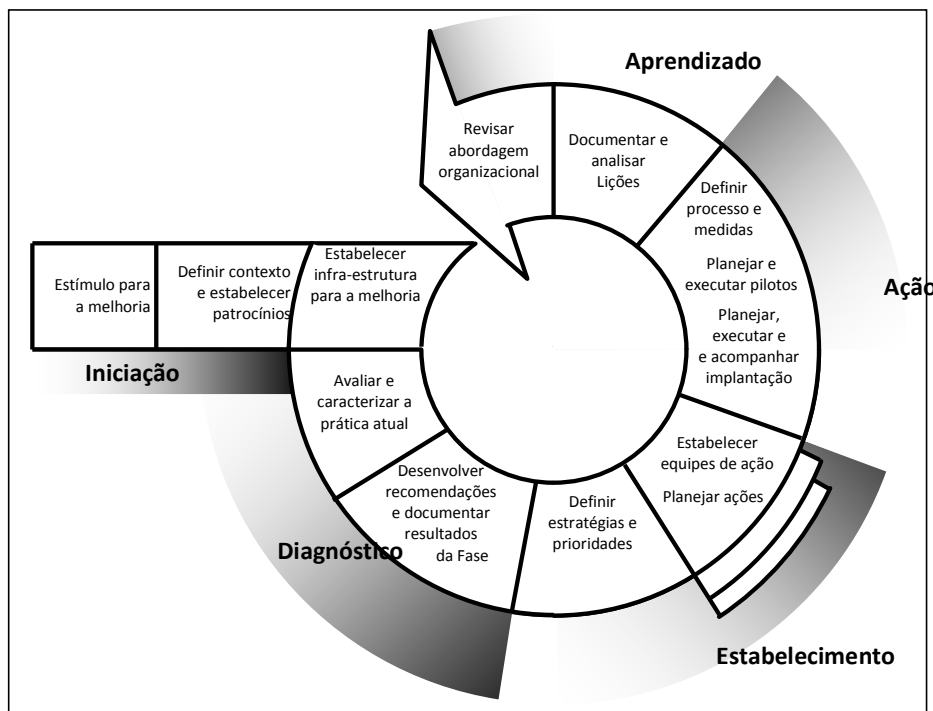 Aprendizado
Revisar
abordagem
organizacional
Documentar e
analisar
Lições
Definir
processo e
medidas
Planejar e
executar pilotos
Planejar,
executar e
e acompanhar
implantação
Ação
Estímulo para
a melhoria
Definir contexto
e estabelecer
patrocínios
Estabelecer
infra-estrutura
para a melhoria
Iniciação
Avaliar e
caracterizar a
prática atual
Desenvolver
recomendações
e documentar
resultados
da Fase
Diagnóstico
Definir
estratégias e
prioridades
Estabelecer
equipes de ação
Planejar ações
Estabelecimento